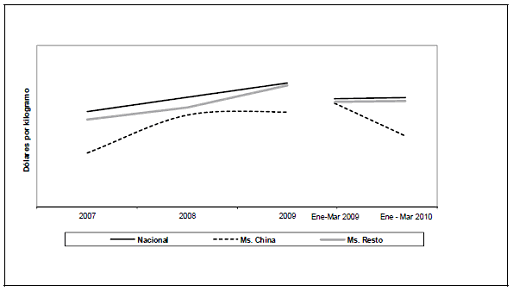 Dólares por kilogramo
2007 2008 2009 Ene-Mar 2009 Ene - Mar 2010
Nacional Ms. China Ms. Resto